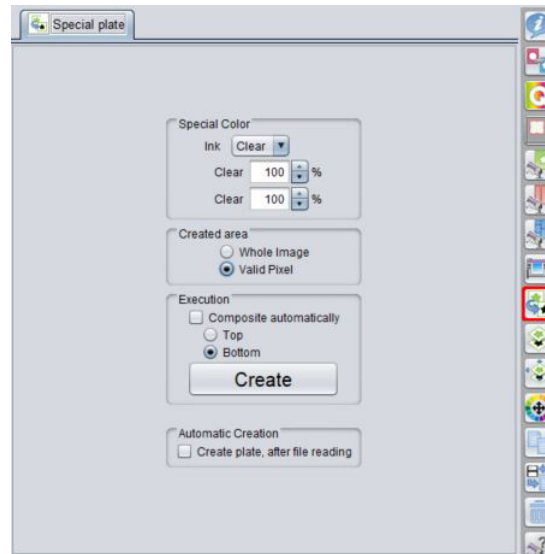 Special plate
Special Color
Ink Clear
Clear 100 %
Clear 100 %
Created area
Whole Image
Valid Pixel
Execution
Composite automatically
Top
Bottom
Create
Automatic Creation
Create plate, after file reading